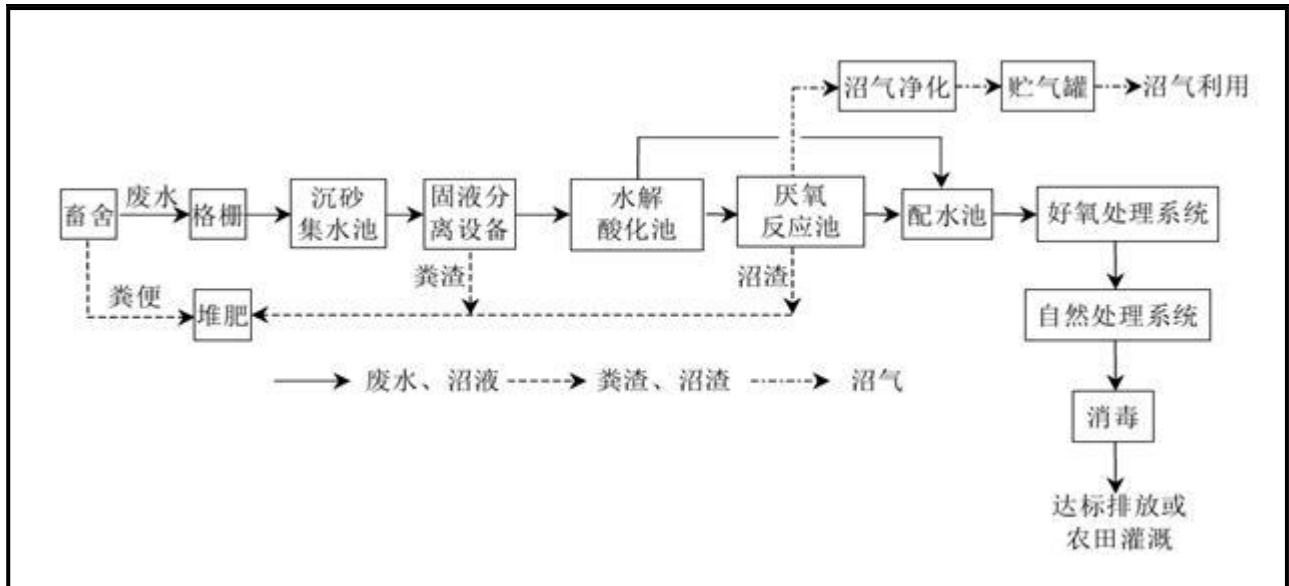 沼气净化
贮气罐
沼气利用
畜舍
废水
格栅
沉砂
集水池
固液分
离设备
水解
酸化池
厌氧
反应池
配水池
好氧处理系统
粪渣
沼渣
粪便
堆肥
自然处理系统
废水、沼液
粪渣、沼渣
沼气
消毒
达标排放或
农田灌溉